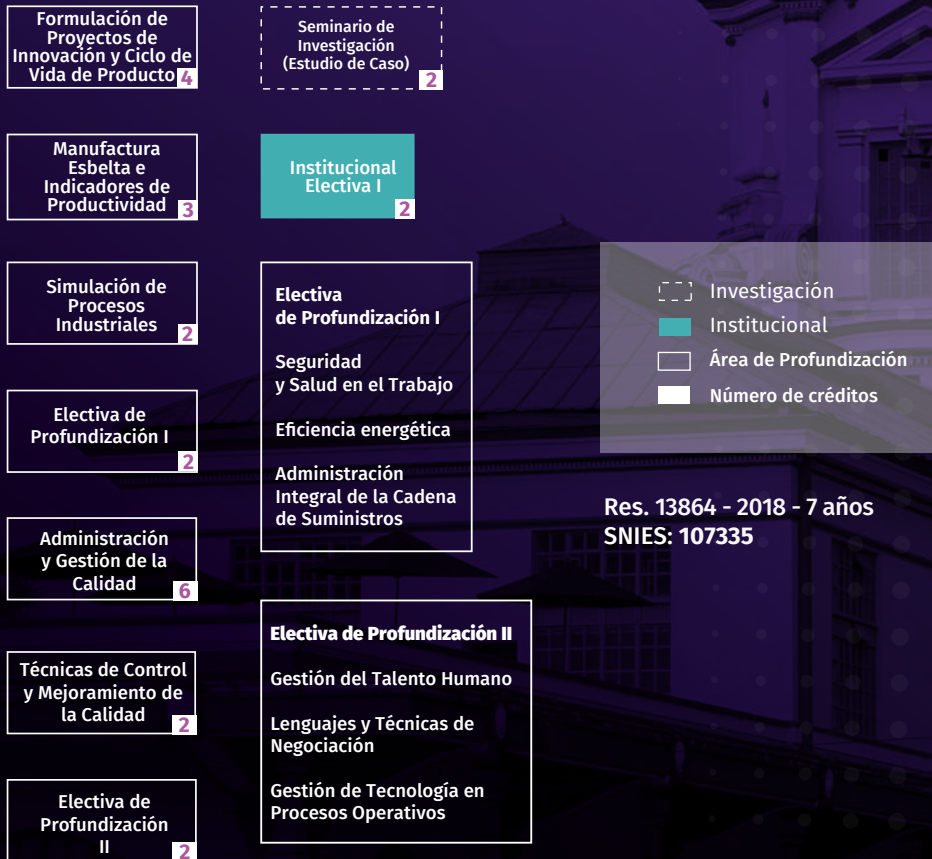 Formulación de
Proyectos de
Innovación y Ciclo de
Vida de Producto
4
Seminario de
Investigación
(Estudio de Caso)
2
Manufactura
Esbelta e
Indicadores de
Productividad
3
Institucional
Electiva I
2
Simulación de
Procesos
Industriales
2
Electiva de
Profundización I
2
Administración
y Gestión de la
Calidad
6
Técnicas de Control
y Mejoramiento de
la Calidad
2
Electiva de
Profundización
II
2
Electiva
de Profundización I
Seguridad
y Salud en el Trabajo
Eficiencia energética
Administración
Integral de la Cadena
de Suministros
Electiva de Profundización II
Gestión del Talento Humano
Lenguajes y Técnicas de
Negociación
Gestión de Tecnología en
Procesos Operativos
Investigación
Institucional
Área de Profundización
Número de créditos
Res. 13864 - 2018 - 7 años
SNIES: 107335